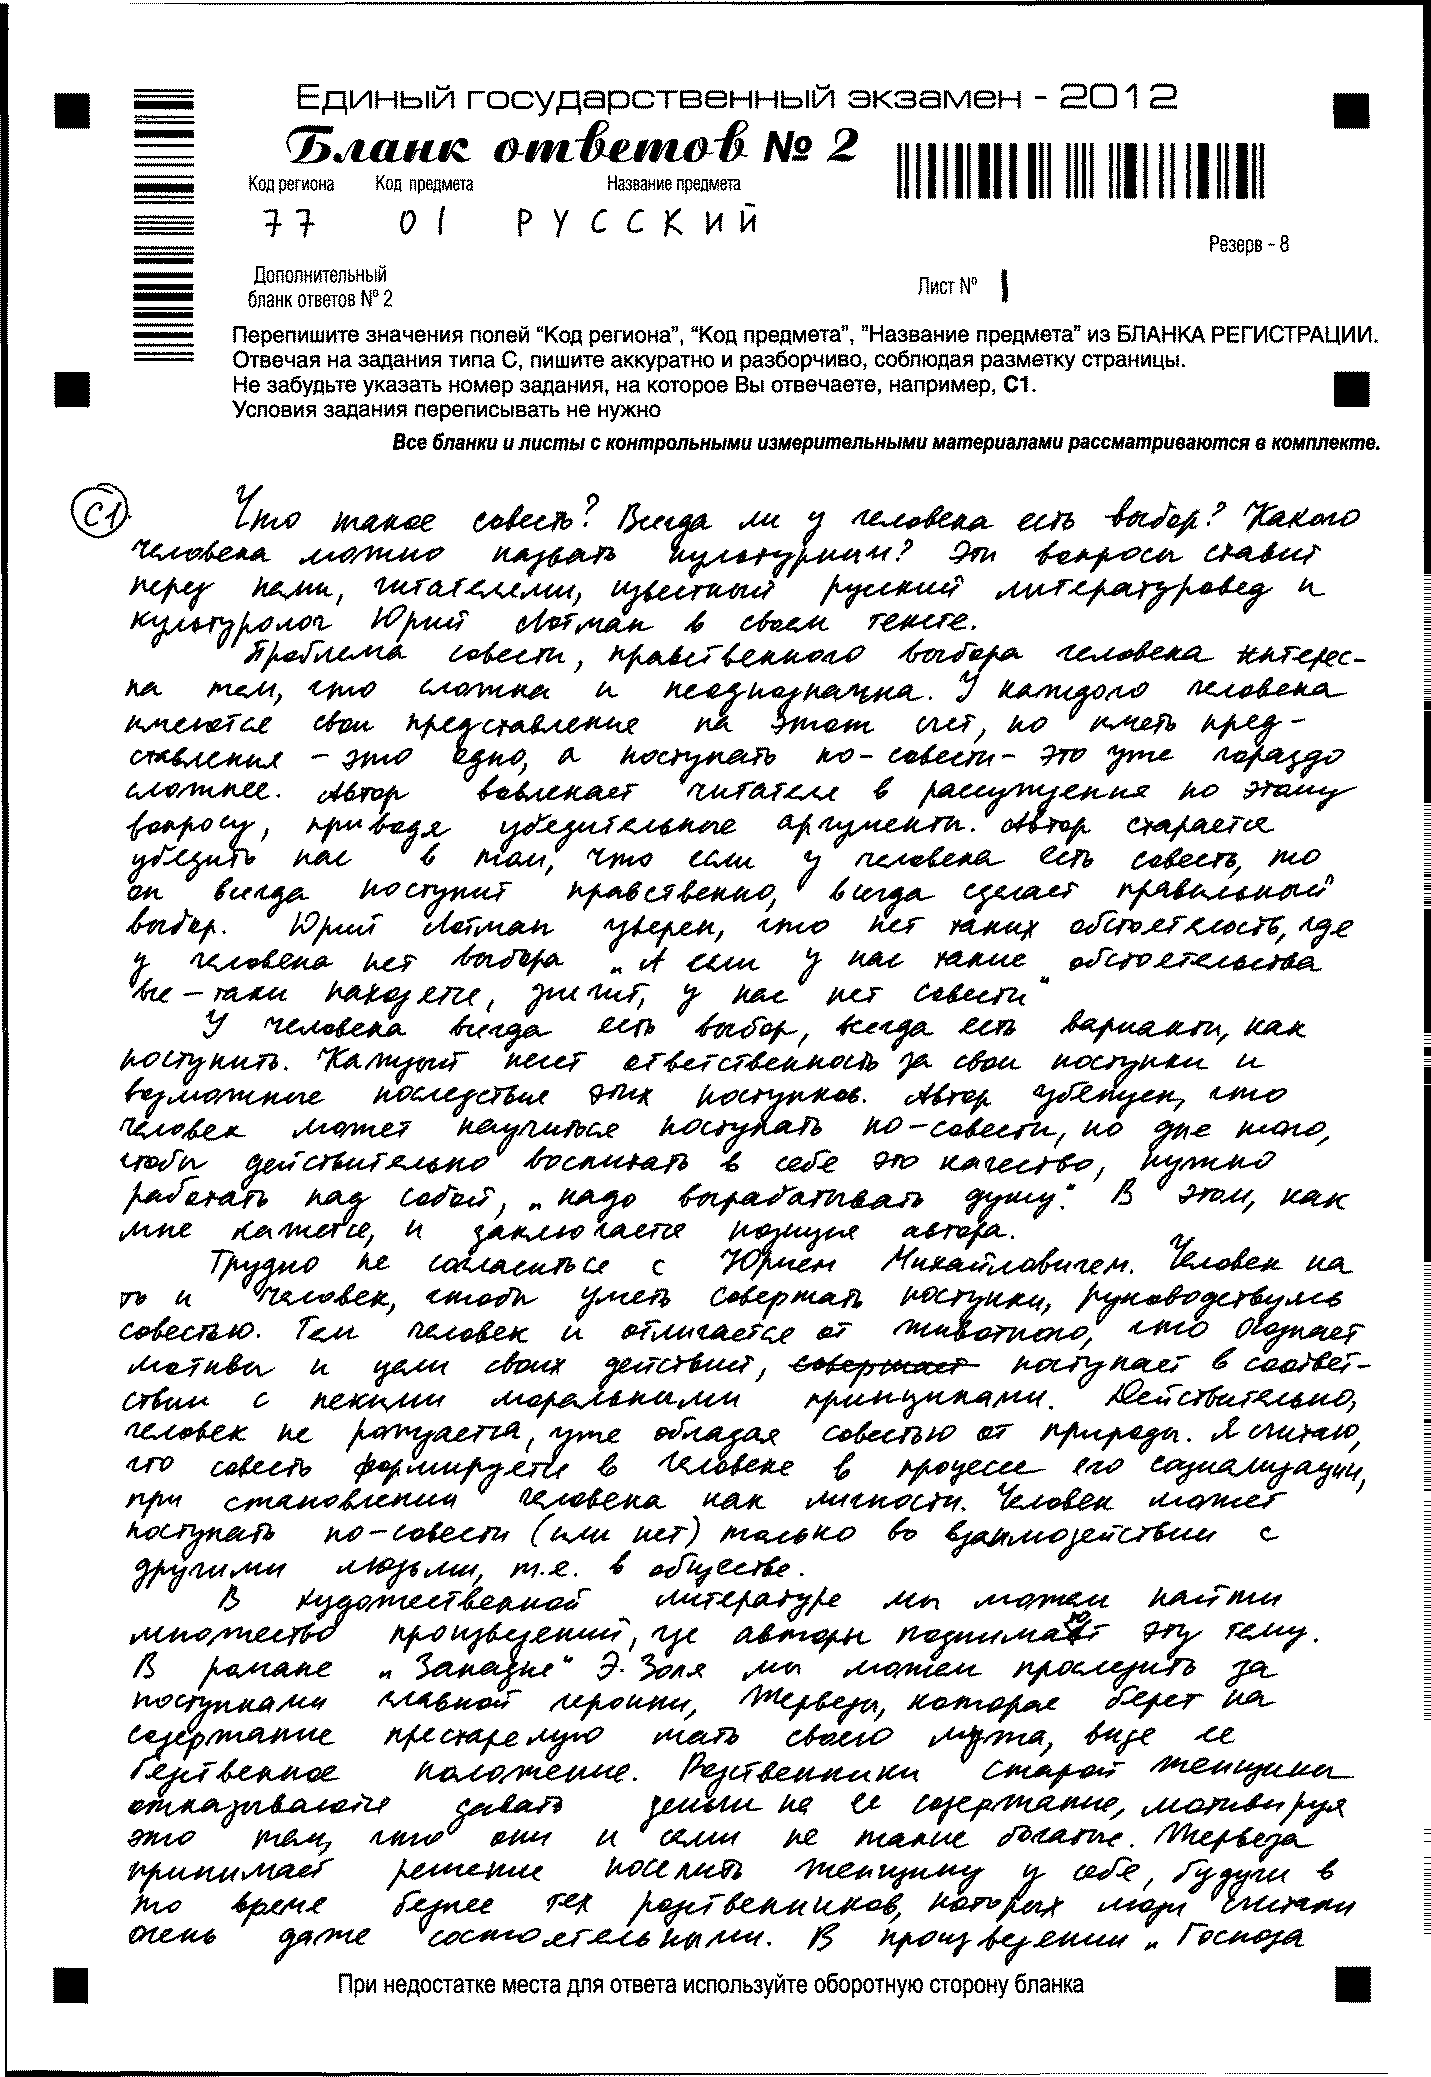 Единый государственный экзамен - 2012
Бланк ответов № 2
Код региона Код предмета Название предмета
77 01 РУССКИЙ
Резерв - 8
Дополнительный
бланк ответов № 2
Лист № 1
Перепишите значения полей "Код региона", "Код предмета", "Название предмета" из БЛАНКА РЕГИСТРАЦИИ.
Отвечая на задания типа С, пишите аккуратно и разборчиво, соблюдая разметку страницы.
Не забудьте указать номер задания, на которое Вы отвечаете, например, С1.
Условия задания переписывать не нужно
Все бланки и листы с контрольными измерительными материалами рассматриваются в комплекте.
С1. Что такое совесть? Всегда ли у человека есть выбор? Какого
человека можно назвать культурным? Эти вопросы ставит
перед нами, читателями, известный русский литературовед и
культуролог Юрий Лотман в своем тексте.
Проблема совести, нравственного выбора человека интерес-
на тем, что сложна и неоднозначна. У каждого человека
имеются свои представление на этот счет, но иметь пред-
ставления - это одно, а поступать по-совести - это уже гораздо
сложнее. Автор вовлекает читателя в рассуждения по этому
вопросу, приводя убедительные аргументы. Автор старается
убедить нас в том, что если у человека есть совесть, то
он всегда поступит нравственно, всегда сделает правильный
выбор. Юрий Лотман уверен, что нет таких обстоятелость, где
у человека нет выбора „А если у нас такие обстоятельства
все-таки находятся, значит, у нас нет совести"
У человека всегда есть выбор, всегда есть варианты, как
поступить. Каждый несет ответственность за свои поступки и
возможные последствия этих поступков. Автор убежден, что
человек может научиться поступать по-совести, но для того,
чтобы действительно воспитать в себе это качество, нужно
работать над собой, „надо вырабатывать душу". В этом, как
мне кажется, и заключается позиция автора.
Трудно не согласиться с Юрием Михайловичем. Человек на
то и человек, чтобы уметь совершать поступки, руководствуясь
совестью. Тем человек и отличается от животного, что осознает
мотивы и цели своих действий, совершает поступает в соответ-
ствии с некими моральными принципами. Действительно,
человек не рождается, уже обладая совестью от природы. Я считаю,
что совесть формируется в человеке в процессе его социализации,
при становлении человека как личности. Человек может
поступать по-совести (или нет) только во взаимодействии с
другими людьми, т.е. в обществе.
В художественной литературе мы можем найти
множество произведений, где авторы поднимают эту тему.
В романе „Западня" Э. Золя мы можем проследить за
поступками главной героини, Жервезы, которая берет на
содержание престарелую мать своего мужа, видя ее
бедственное положение. Родственники старой женщины
отказываются давать деньги на ее содержание, мотивируя
это тем, что они и сами не такие богатые. Жервеза
принимает решение поселить женщину у себя, будучи в
то время беднее тех родственников, которых люди считали
очень даже состоятельными. В произведении „Госпожа
При недостатке места для ответа используйте оборотную сторону бланка